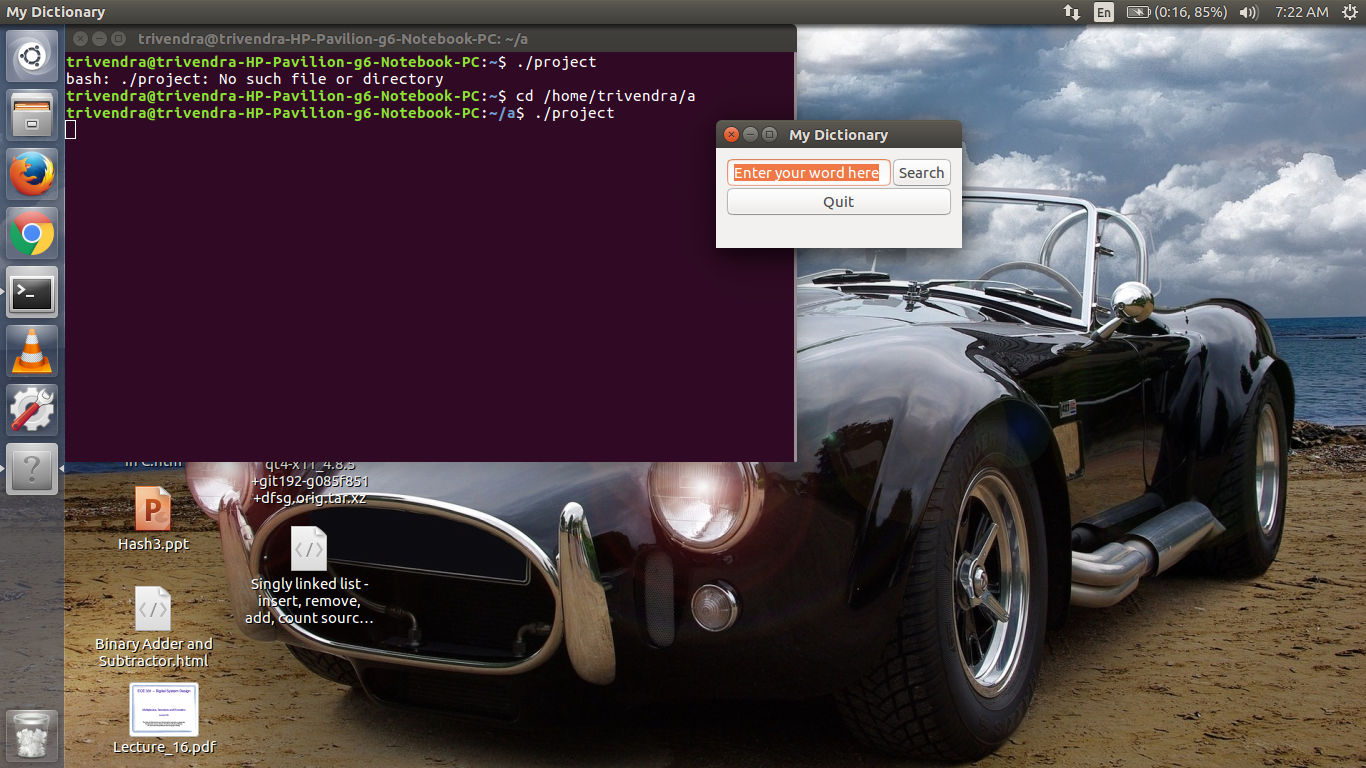 My Dictionary
En
(0:16, 85%)
7:22 AM
trivendra@trivendra-HP-Pavilion-g6-Notebook-PC: ~/a
trivendra@trivendra-HP-Pavilion-g6-Notebook-PC:~$ ./project
bash: ./project: No such file or directory
trivendra@trivendra-HP-Pavilion-g6-Notebook-PC:~$ cd /home/trivendra/a
trivendra@trivendra-HP-Pavilion-g6-Notebook-PC:~/a$ ./project
My Dictionary
Enter your word here
Search
Quit
in C.htm
qt4-x11_4.8.5
+git192-g085f851
+dfsg.orig.tar.xz
Hash3.ppt
Singly linked list -
insert, remove,
add, count sourc…
Binary Adder and
Subtractor.html
Lecture_16.pdf